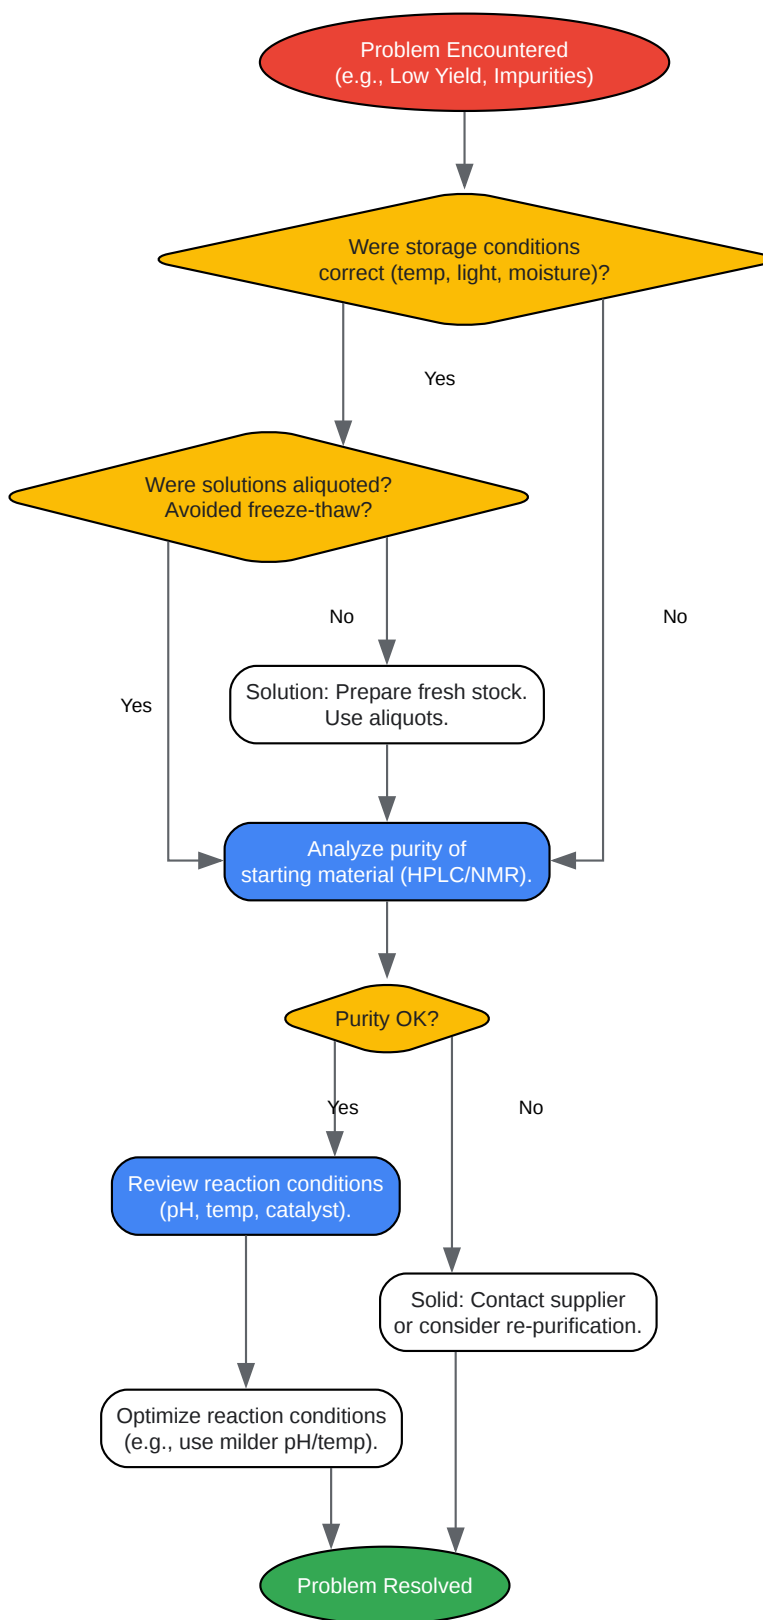 Problem Encountered
(e.g., Low Yield, Impurities)
Were storage conditions
correct (temp, light, moisture)?
Yes
Were solutions aliquoted?
Avoided freeze-thaw?
No
No
Yes
Solution: Prepare fresh stock.
Use aliquots.
Analyze purity of
starting material (HPLC/NMR).
Purity OK?
Yes
No
Review reaction conditions
(pH, temp, catalyst).
Solid: Contact supplier
or consider re-purification.
Optimize reaction conditions
(e.g., use milder pH/temp).
Problem Resolved